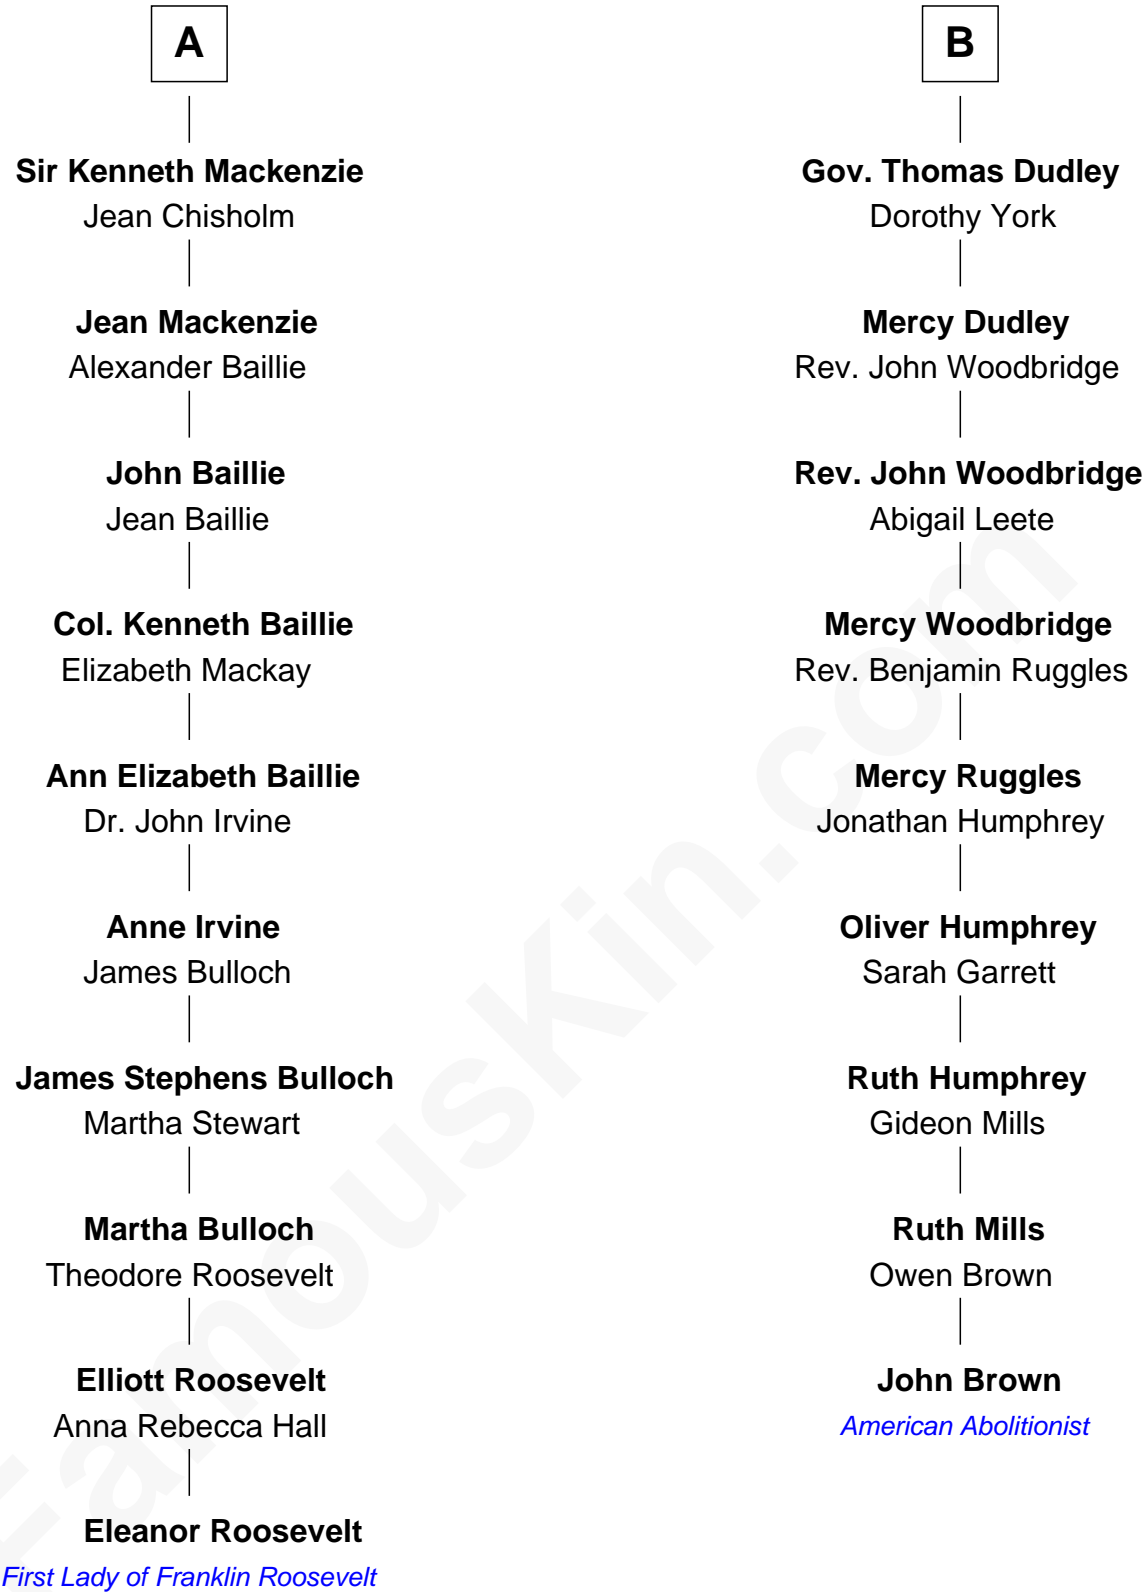 A
Sir Kenneth Mackenzie
Jean Chisholm
Jean Mackenzie
Alexander Baillie
John Baillie
Jean Baillie
Col. Kenneth Baillie
Elizabeth Mackay
Ann Elizabeth Baillie
Dr. John Irvine
Anne Irvine
James Bulloch
James Stephens Bulloch
Martha Stewart
Martha Bulloch
Theodore Roosevelt
Elliott Roosevelt
Anna Rebecca Hall
Eleanor Roosevelt
First Lady of Franklin Roosevelt
B
Gov. Thomas Dudley
Dorothy York
Mercy Dudley
Rev. John Woodbridge
Rev. John Woodbridge
Abigail Leete
Mercy Woodbridge
Rev. Benjamin Ruggles
Mercy Ruggles
Jonathan Humphrey
Oliver Humphrey
Sarah Garrett
Ruth Humphrey
Gideon Mills
Ruth Mills
Owen Brown
John Brown
American Abolitionist
FamousKin.com